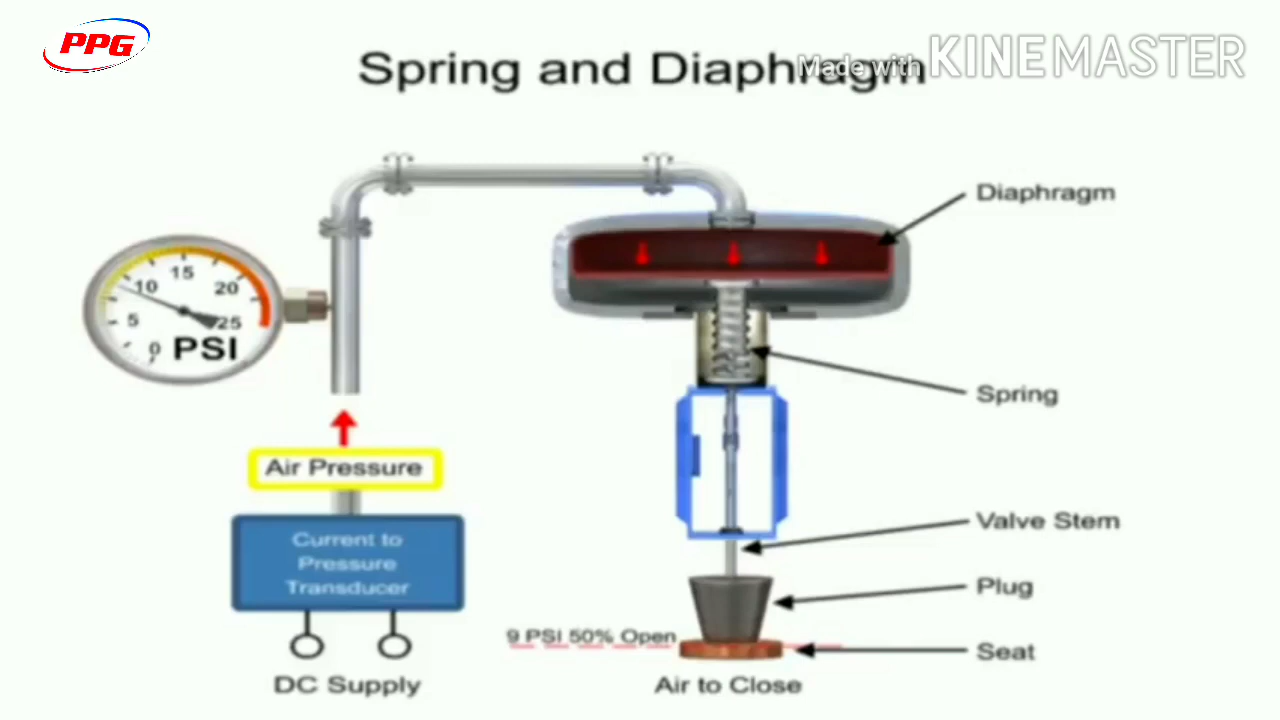 PPG
Spring and Diaphragm
Made with KINEMASTER
Diaphragm
15
10
20
5
25
0 PSI
Spring
Air Pressure
Current to
Pressure
Transducer
Valve Stem
Plug
9 PSI 50% Open
Seat
DC Supply
Air to Close